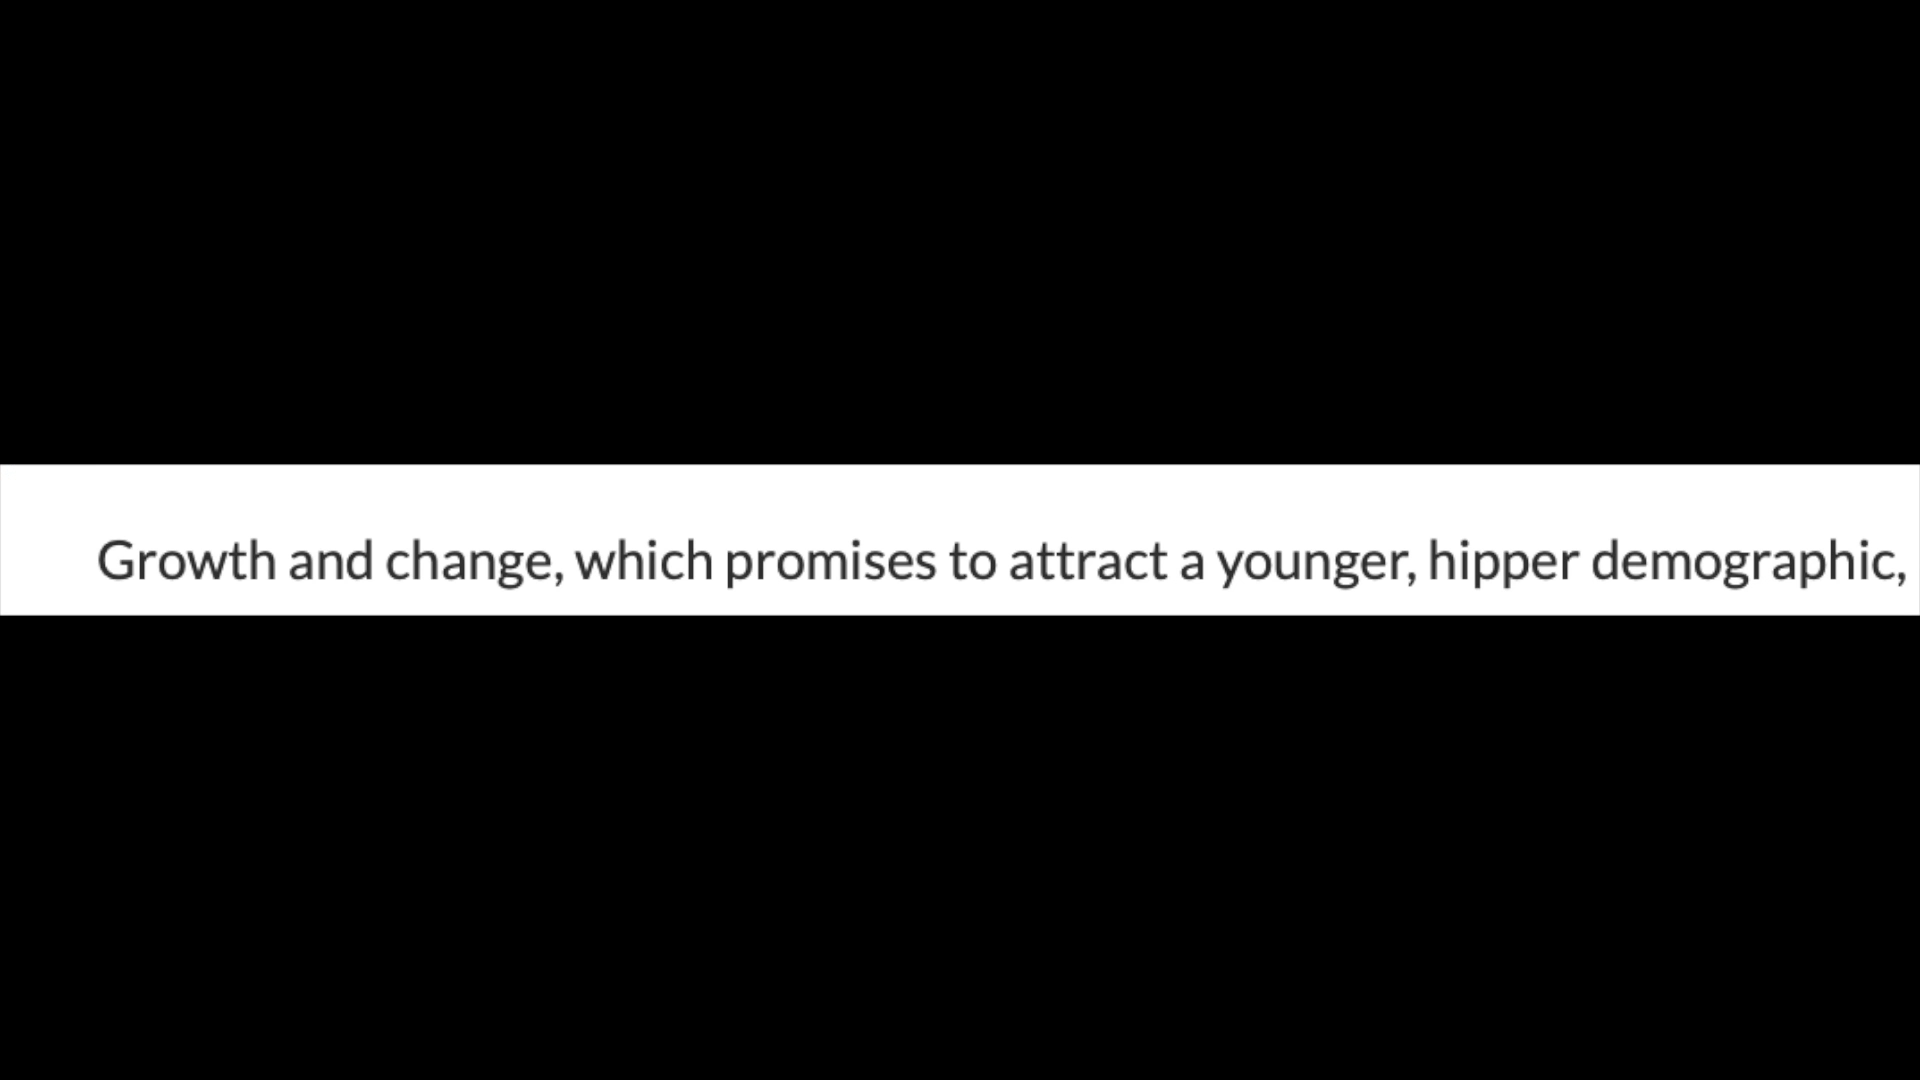 Growth and change, which promises to attract a younger, hipper demographic,